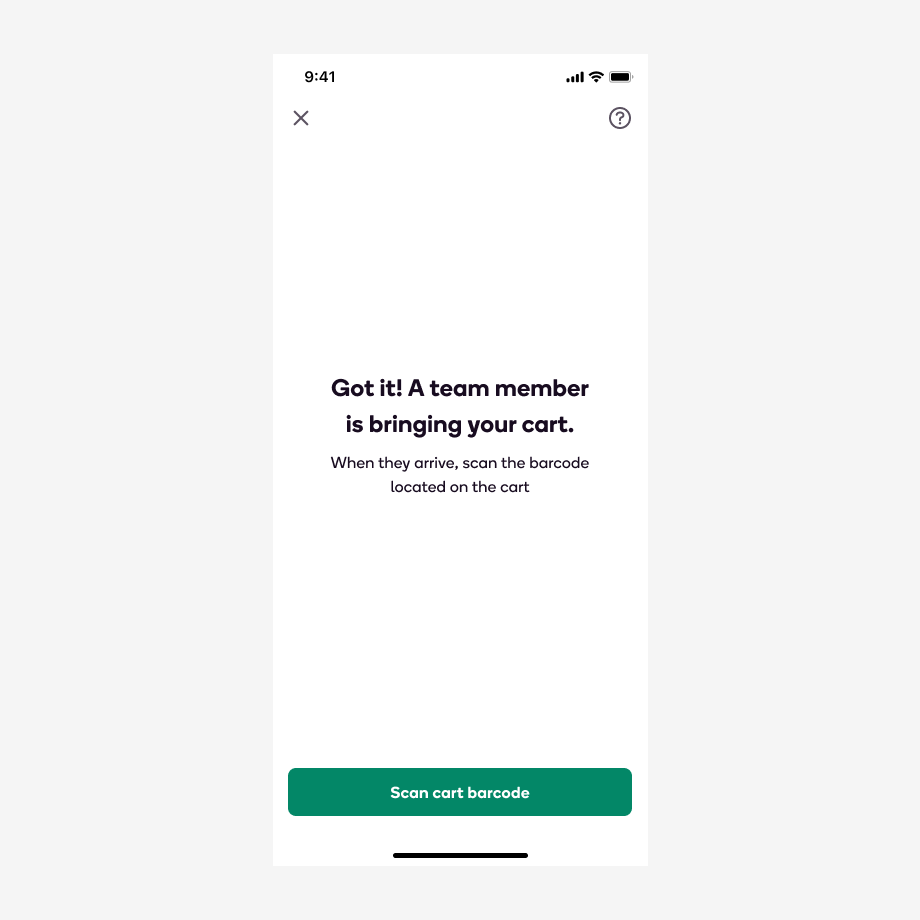 9:41
Got it! A team member
is bringing your cart.
When they arrive, scan the barcode
located on the cart
Scan cart barcode